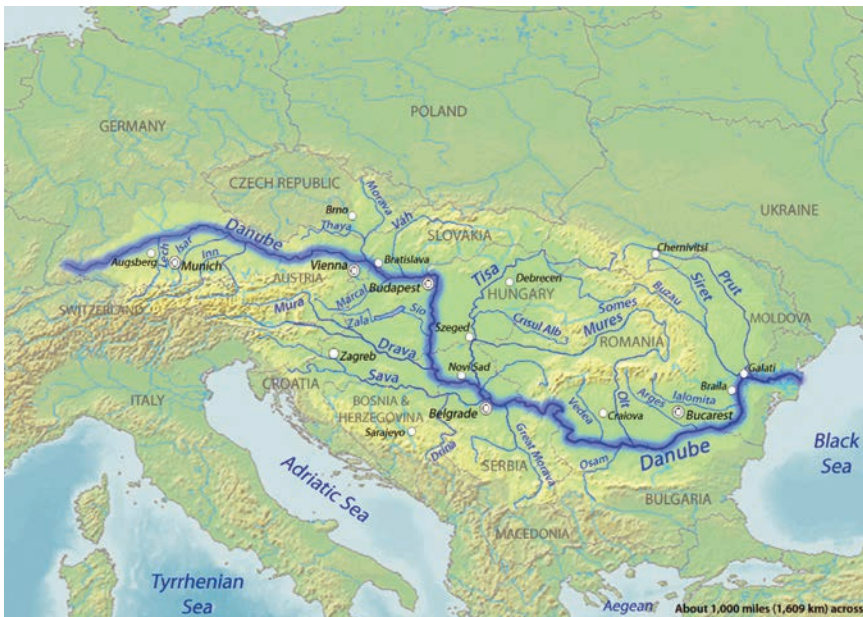 POLAND
GERMANY
CZECH REPUBLIC
UKRAINE
Morava
Brno
Váh
Danube
Thaya
SLOVAKIA
Chernivitsi
Augsberg
Lech
Isar
Inn
Munich
Vienna
Bratislava
AUSTRIA
Budapest
Tisa
Debrecen
HUNGARY
Prut
Siret
Buzau
SWITZERLAND
Mura
Marcal
Zala
Sio
Somes
MOLDOVA
Szeged
Crisul Alb
Mures
ROMANIA
Drava
Zagreb
Novi Sad
Galati
Sava
CROATIA
Braila
ITALY
BOSNIA &
HERZEGOVINA
Belgrade
Vedea
Olt
Arges
Ialomita
Craiova
Bucarest
Sarajevo
Drina
Great Morava
SERBIA
Osam
Danube
Black
Sea
Adriatic Sea
BULGARIA
MACEDONIA
Tyrrhenian
Sea
Aegean
About 1,000 miles (1,609 km) across